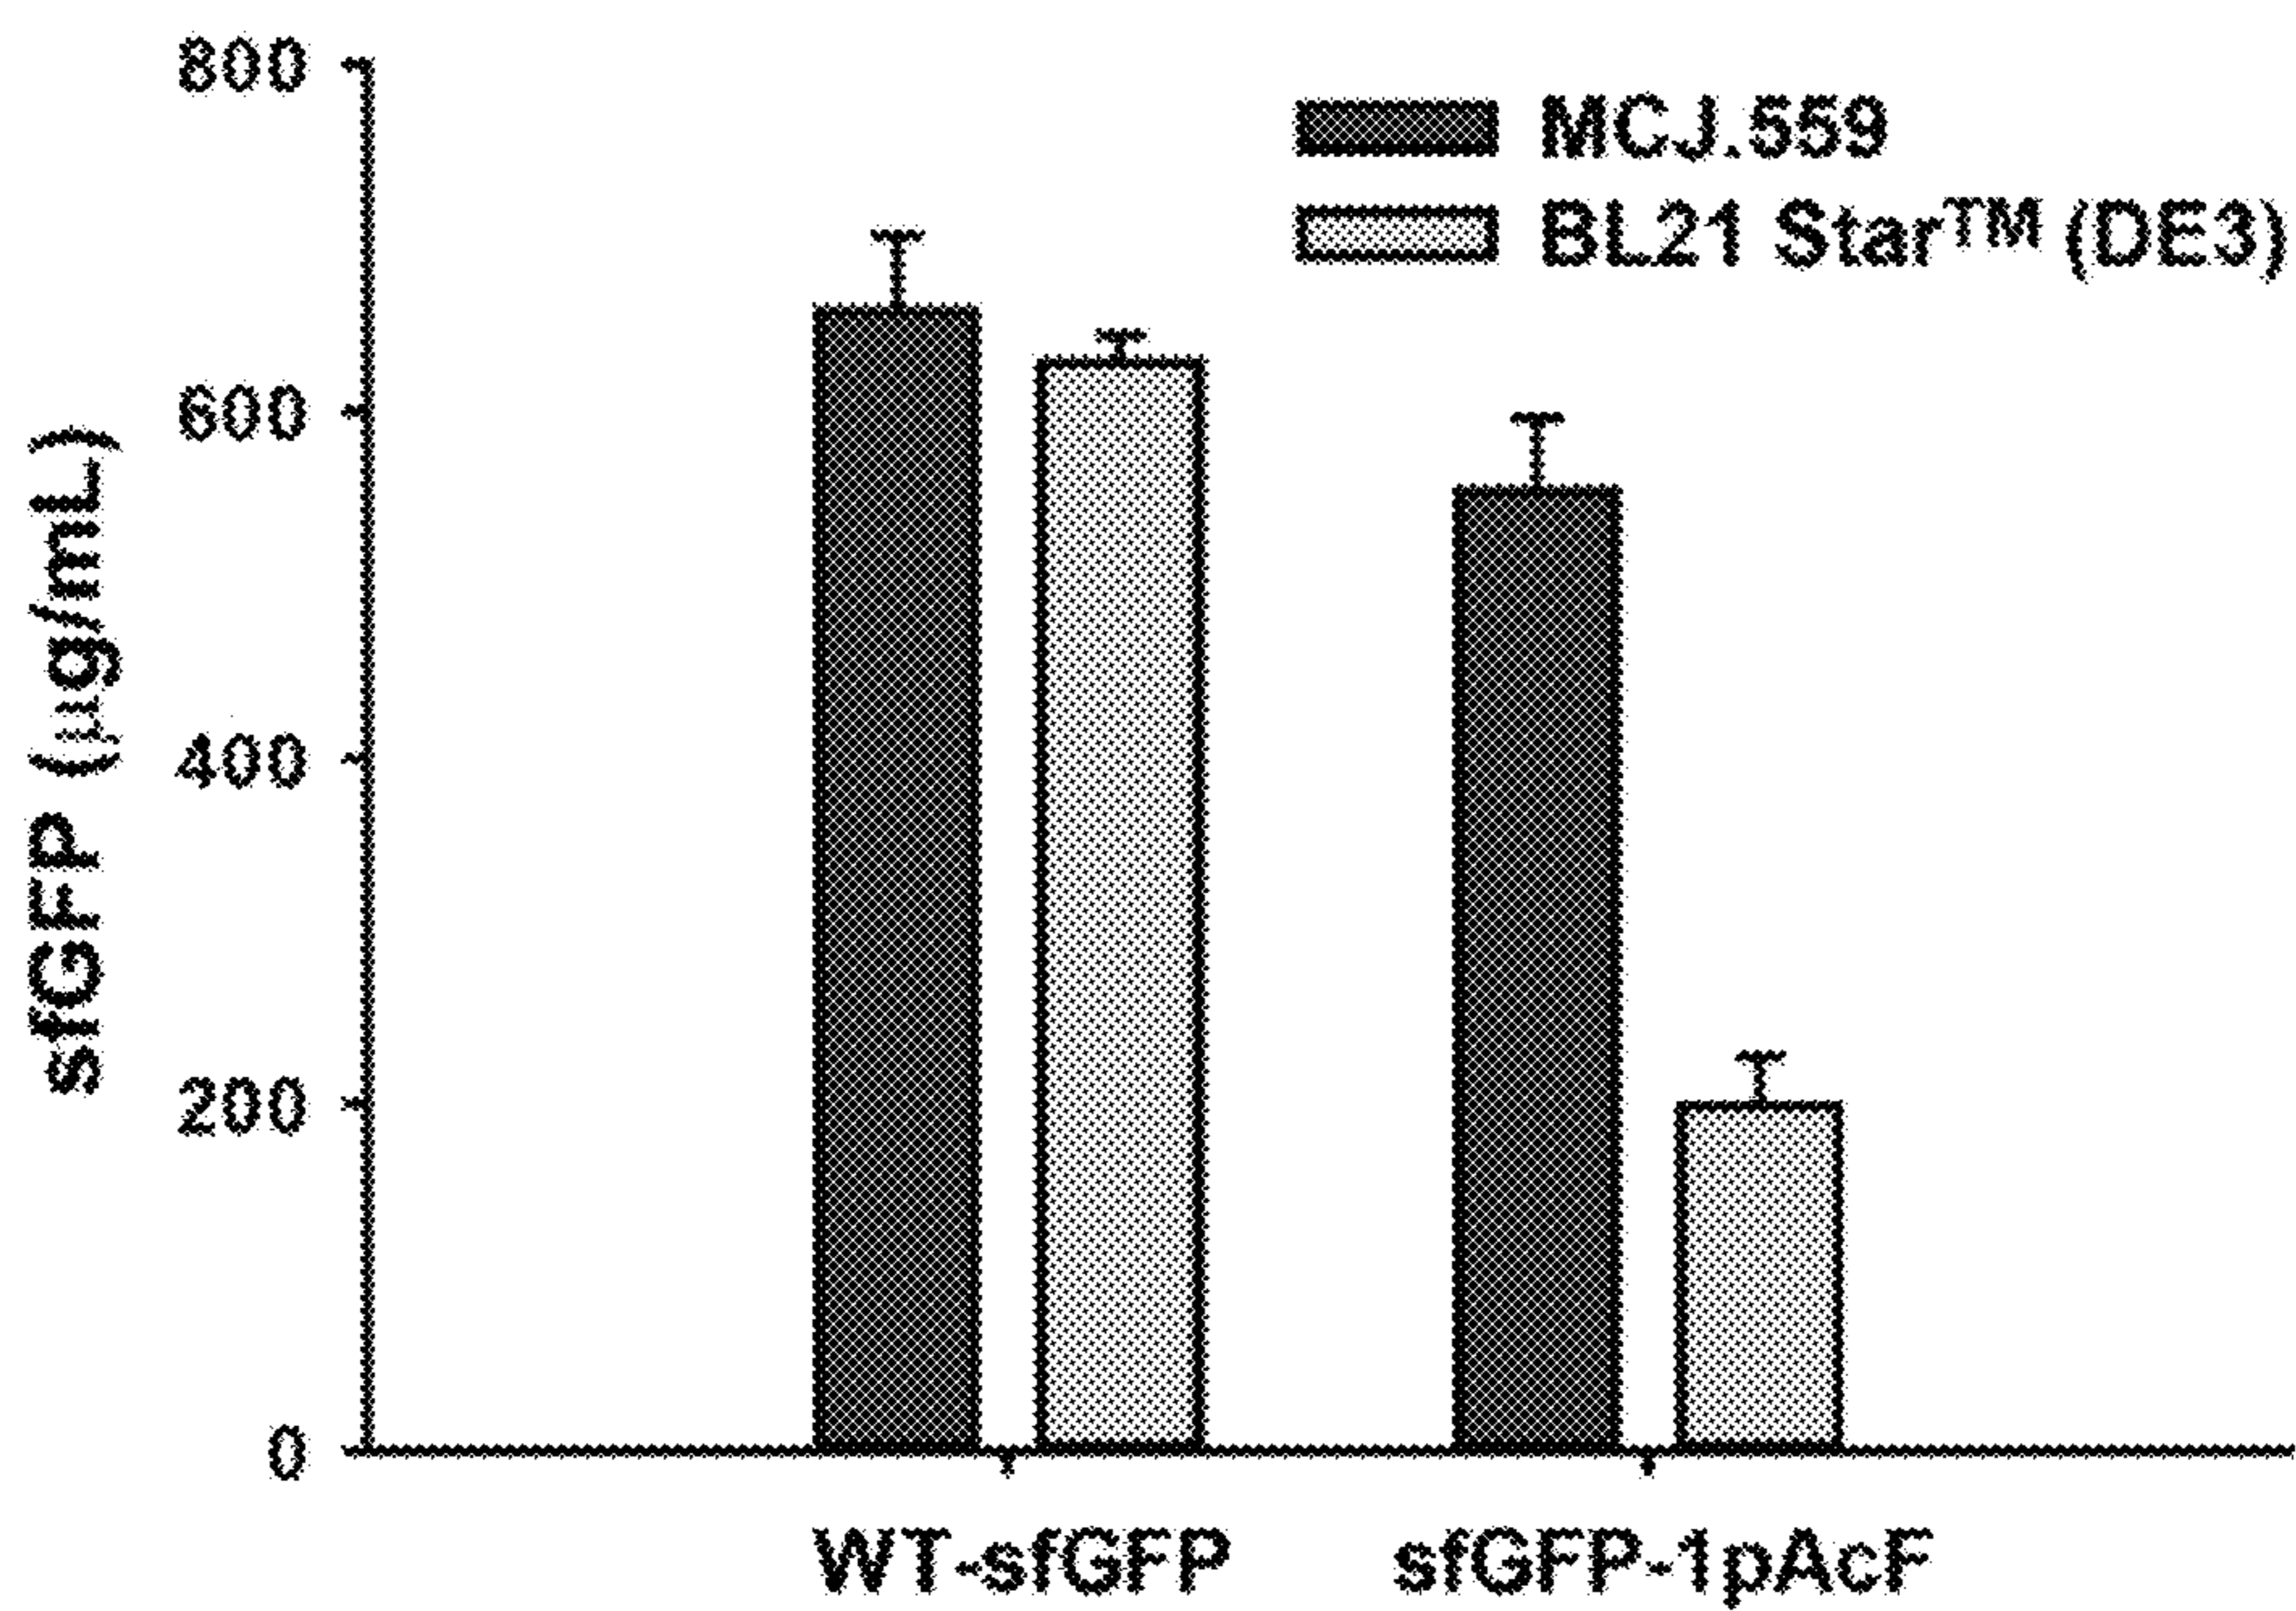 800
600
400
200
0
sfGFP (µg/mL)
MCJ.559
BL21 Star™ (DE3)
WT-sfGFP
sfGFP-1pAcF